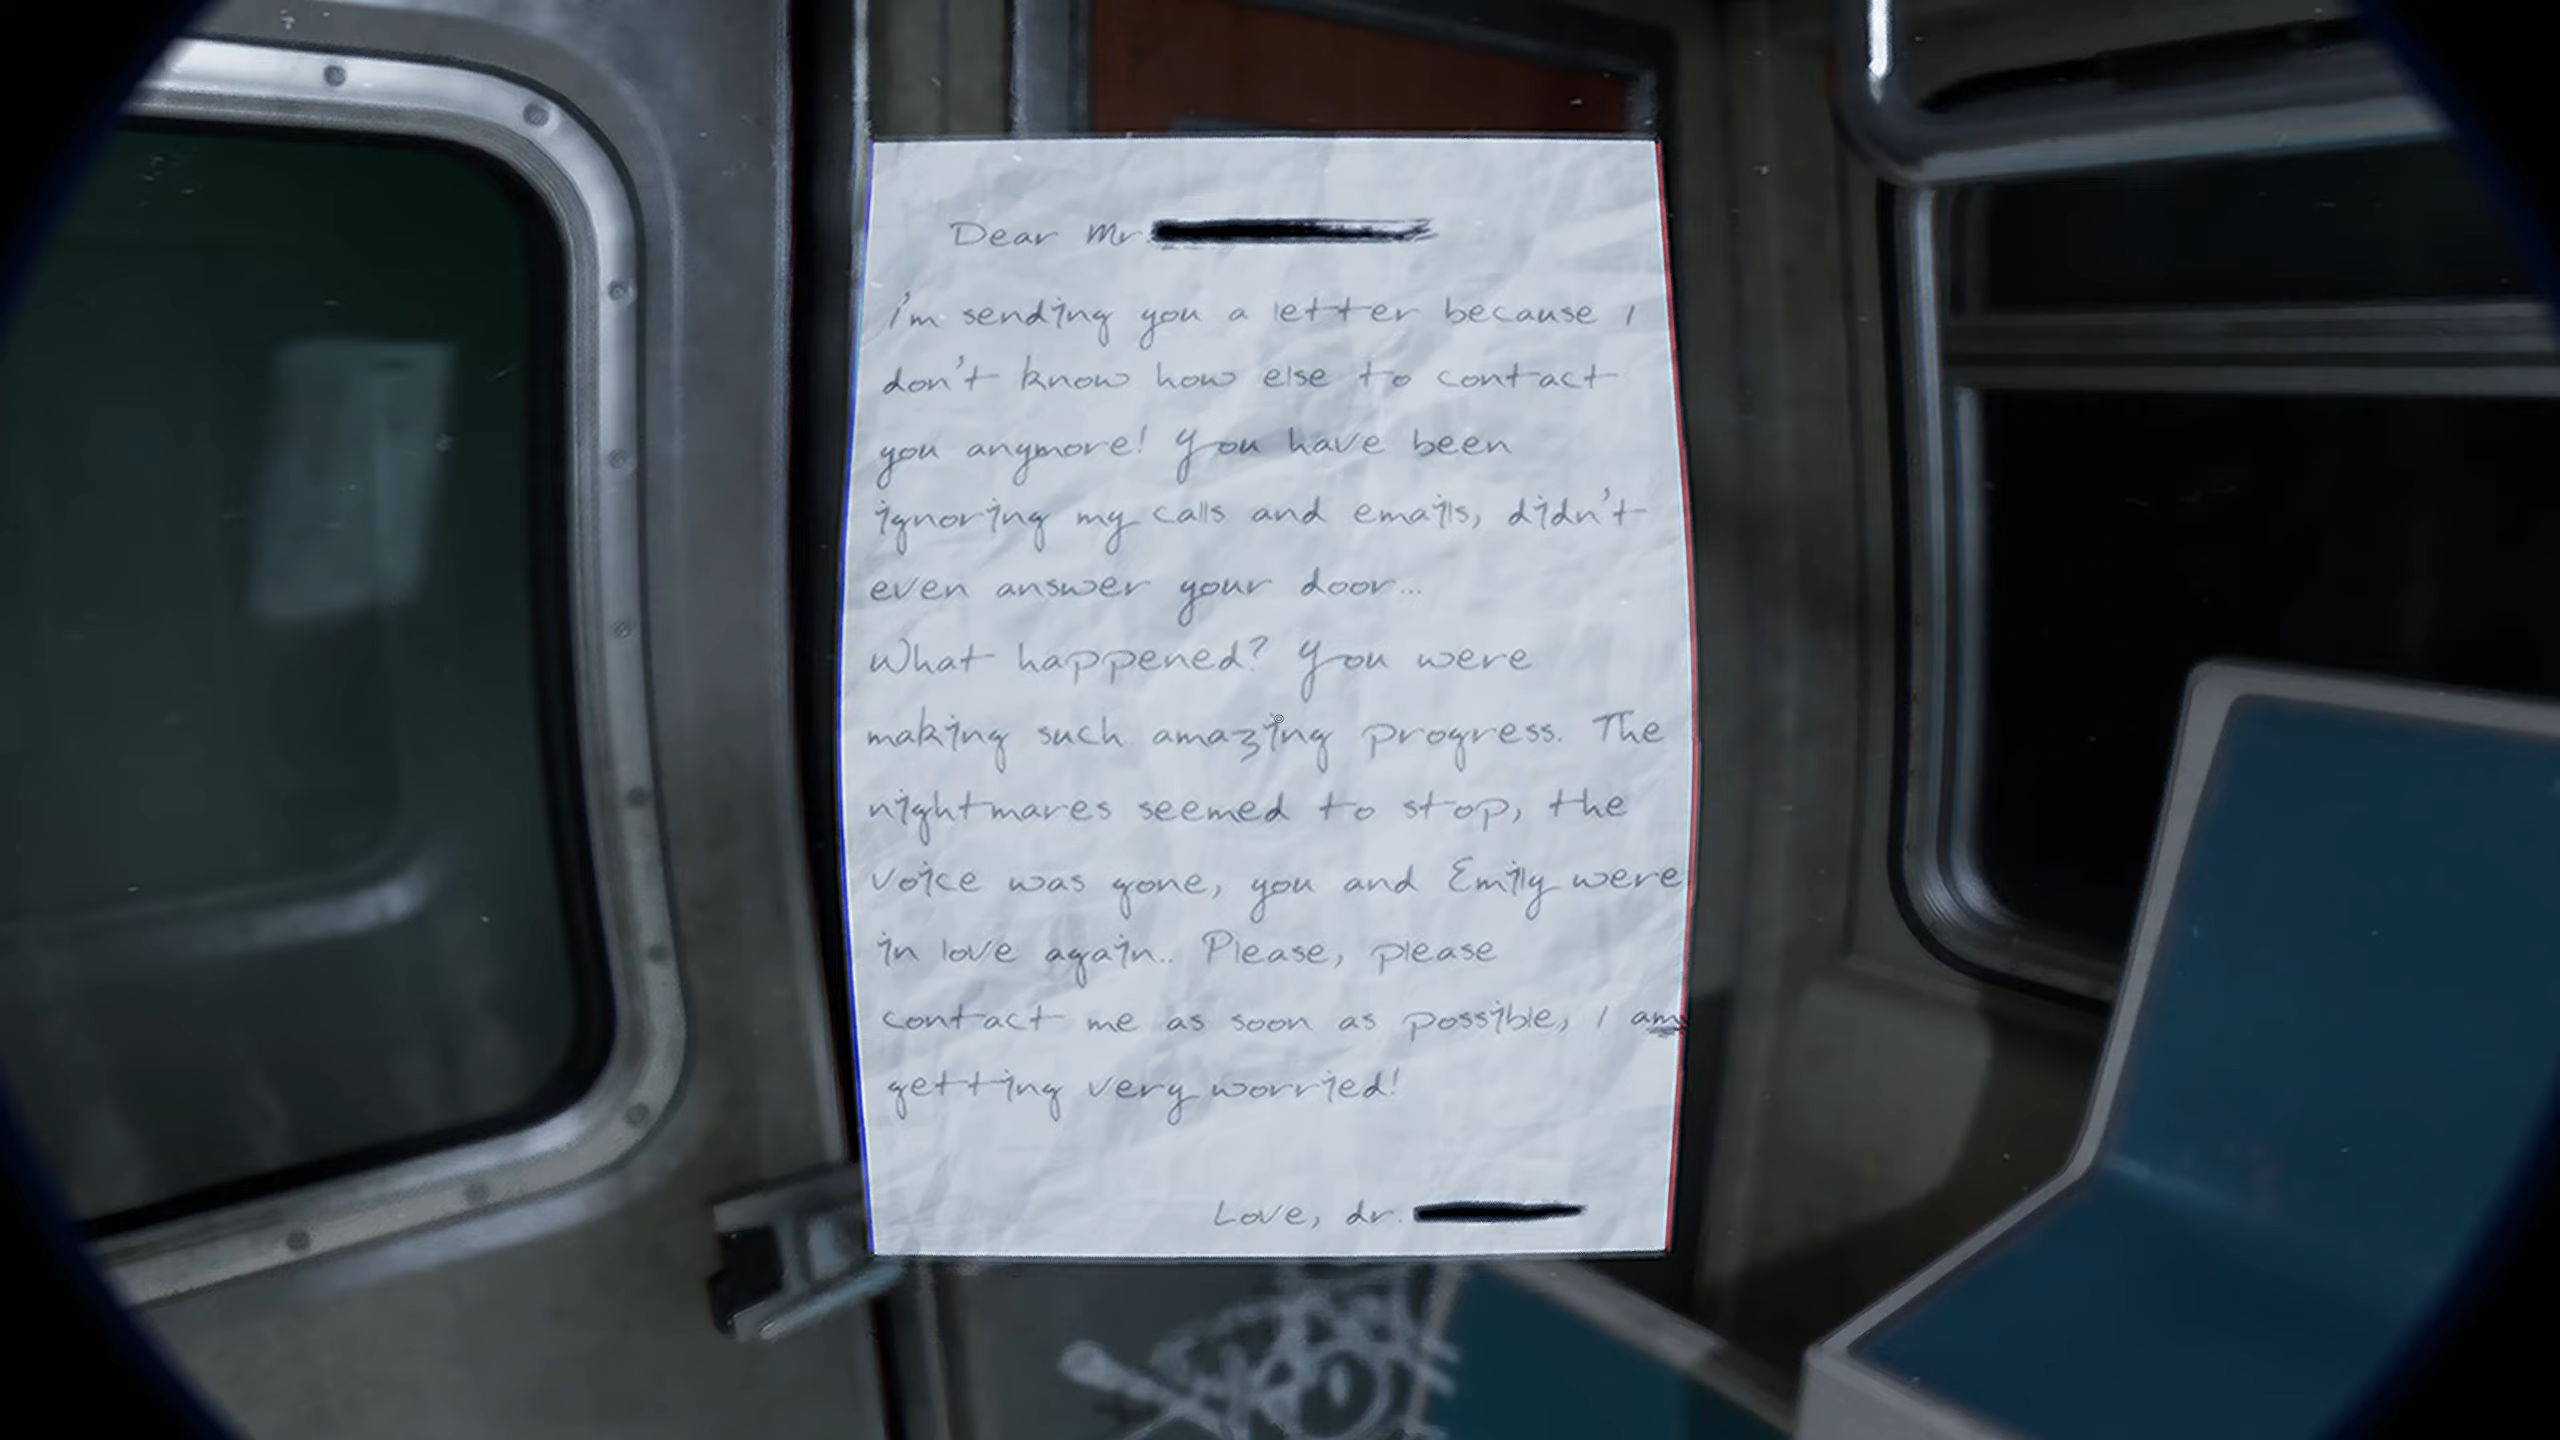 Dear Mr.
i'm sending you a letter because i
don't know how else to contact
you anymore! You have been
ignoring my calls and emails, didn't
even answer your door...
What happened? You were
making such amazing progress. The
nightmares seemed to stop, the
voice was gone, you and Emily were
in love again.. Please, please
contact me as soon as possible, i am
getting very worried!
Love, dr.